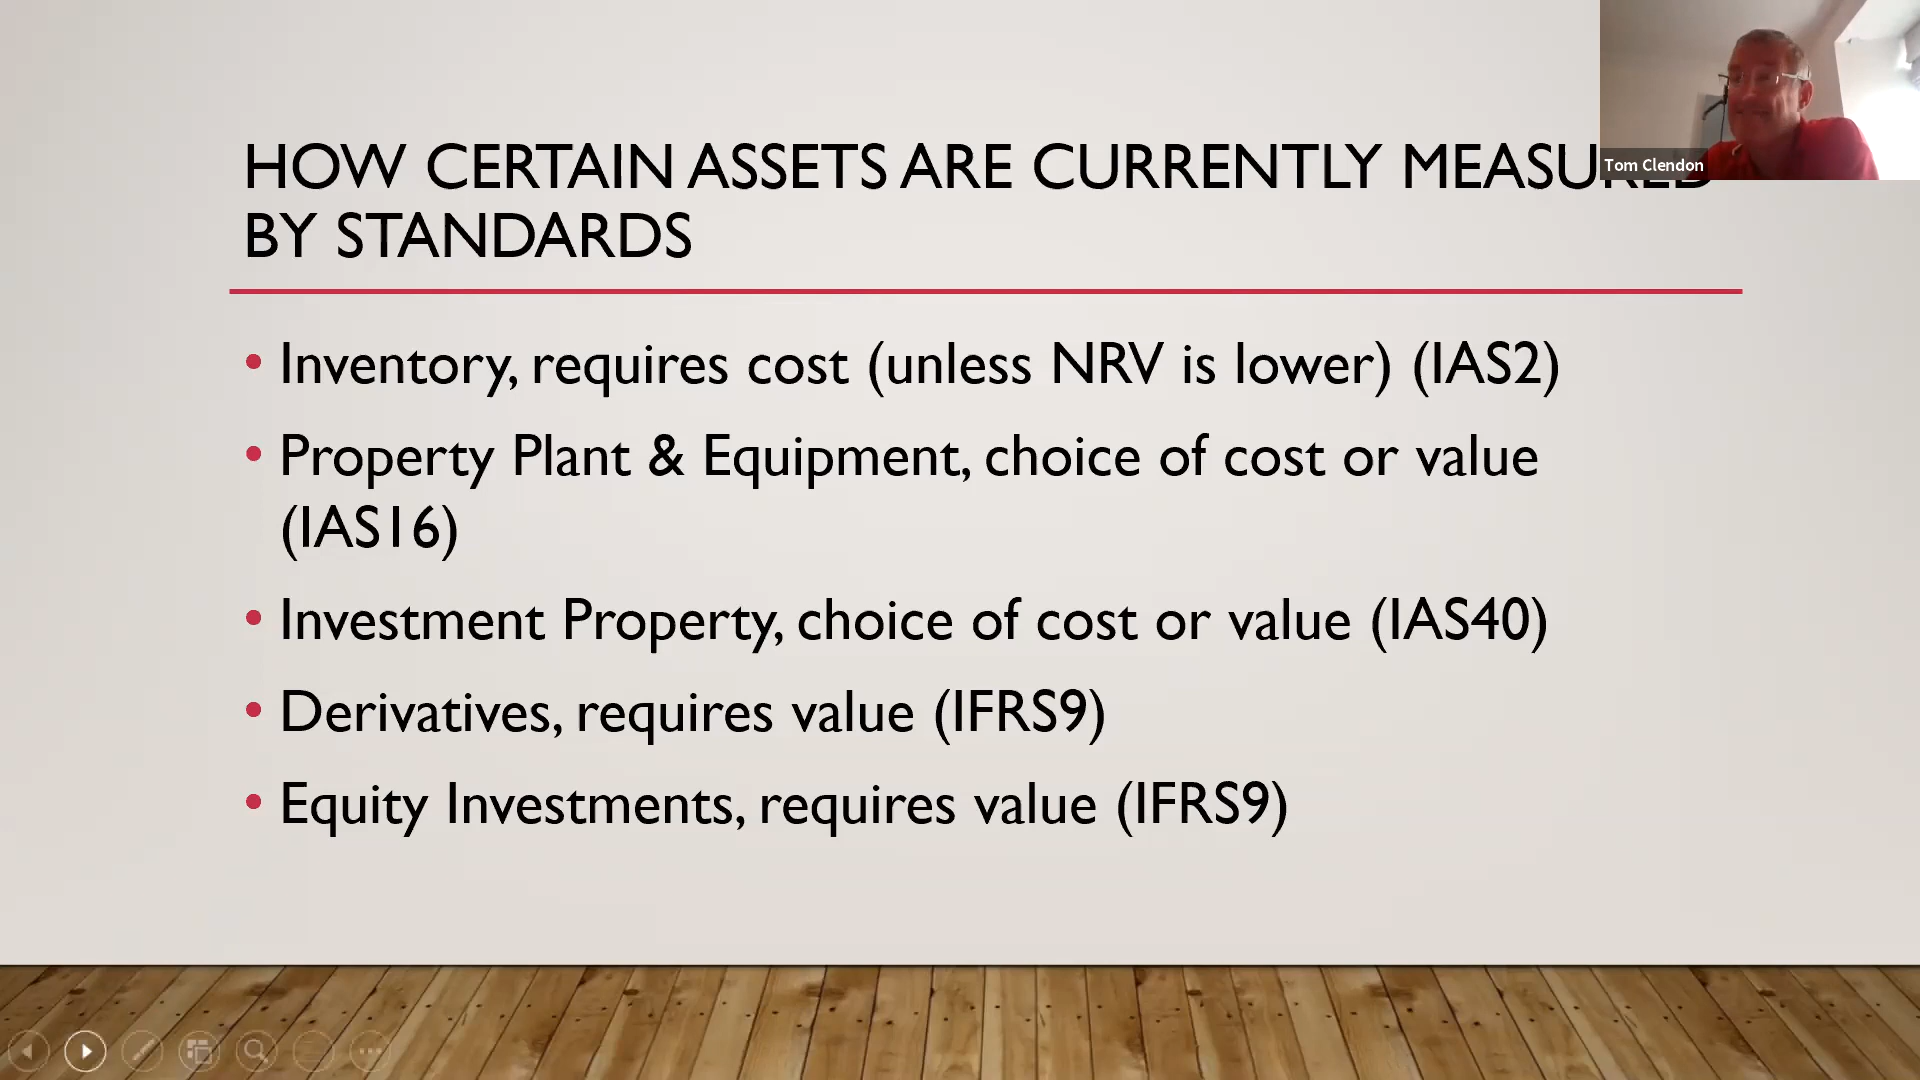 HOW CERTAIN ASSETS ARE CURRENTLY MEASURED
BY STANDARDS
Tom Clendon
• Inventory, requires cost (unless NRV is lower) (IAS2)
• Property Plant & Equipment, choice of cost or value
(IAS16)
• Investment Property, choice of cost or value (IAS40)
• Derivatives, requires value (IFRS9)
• Equity Investments, requires value (IFRS9)